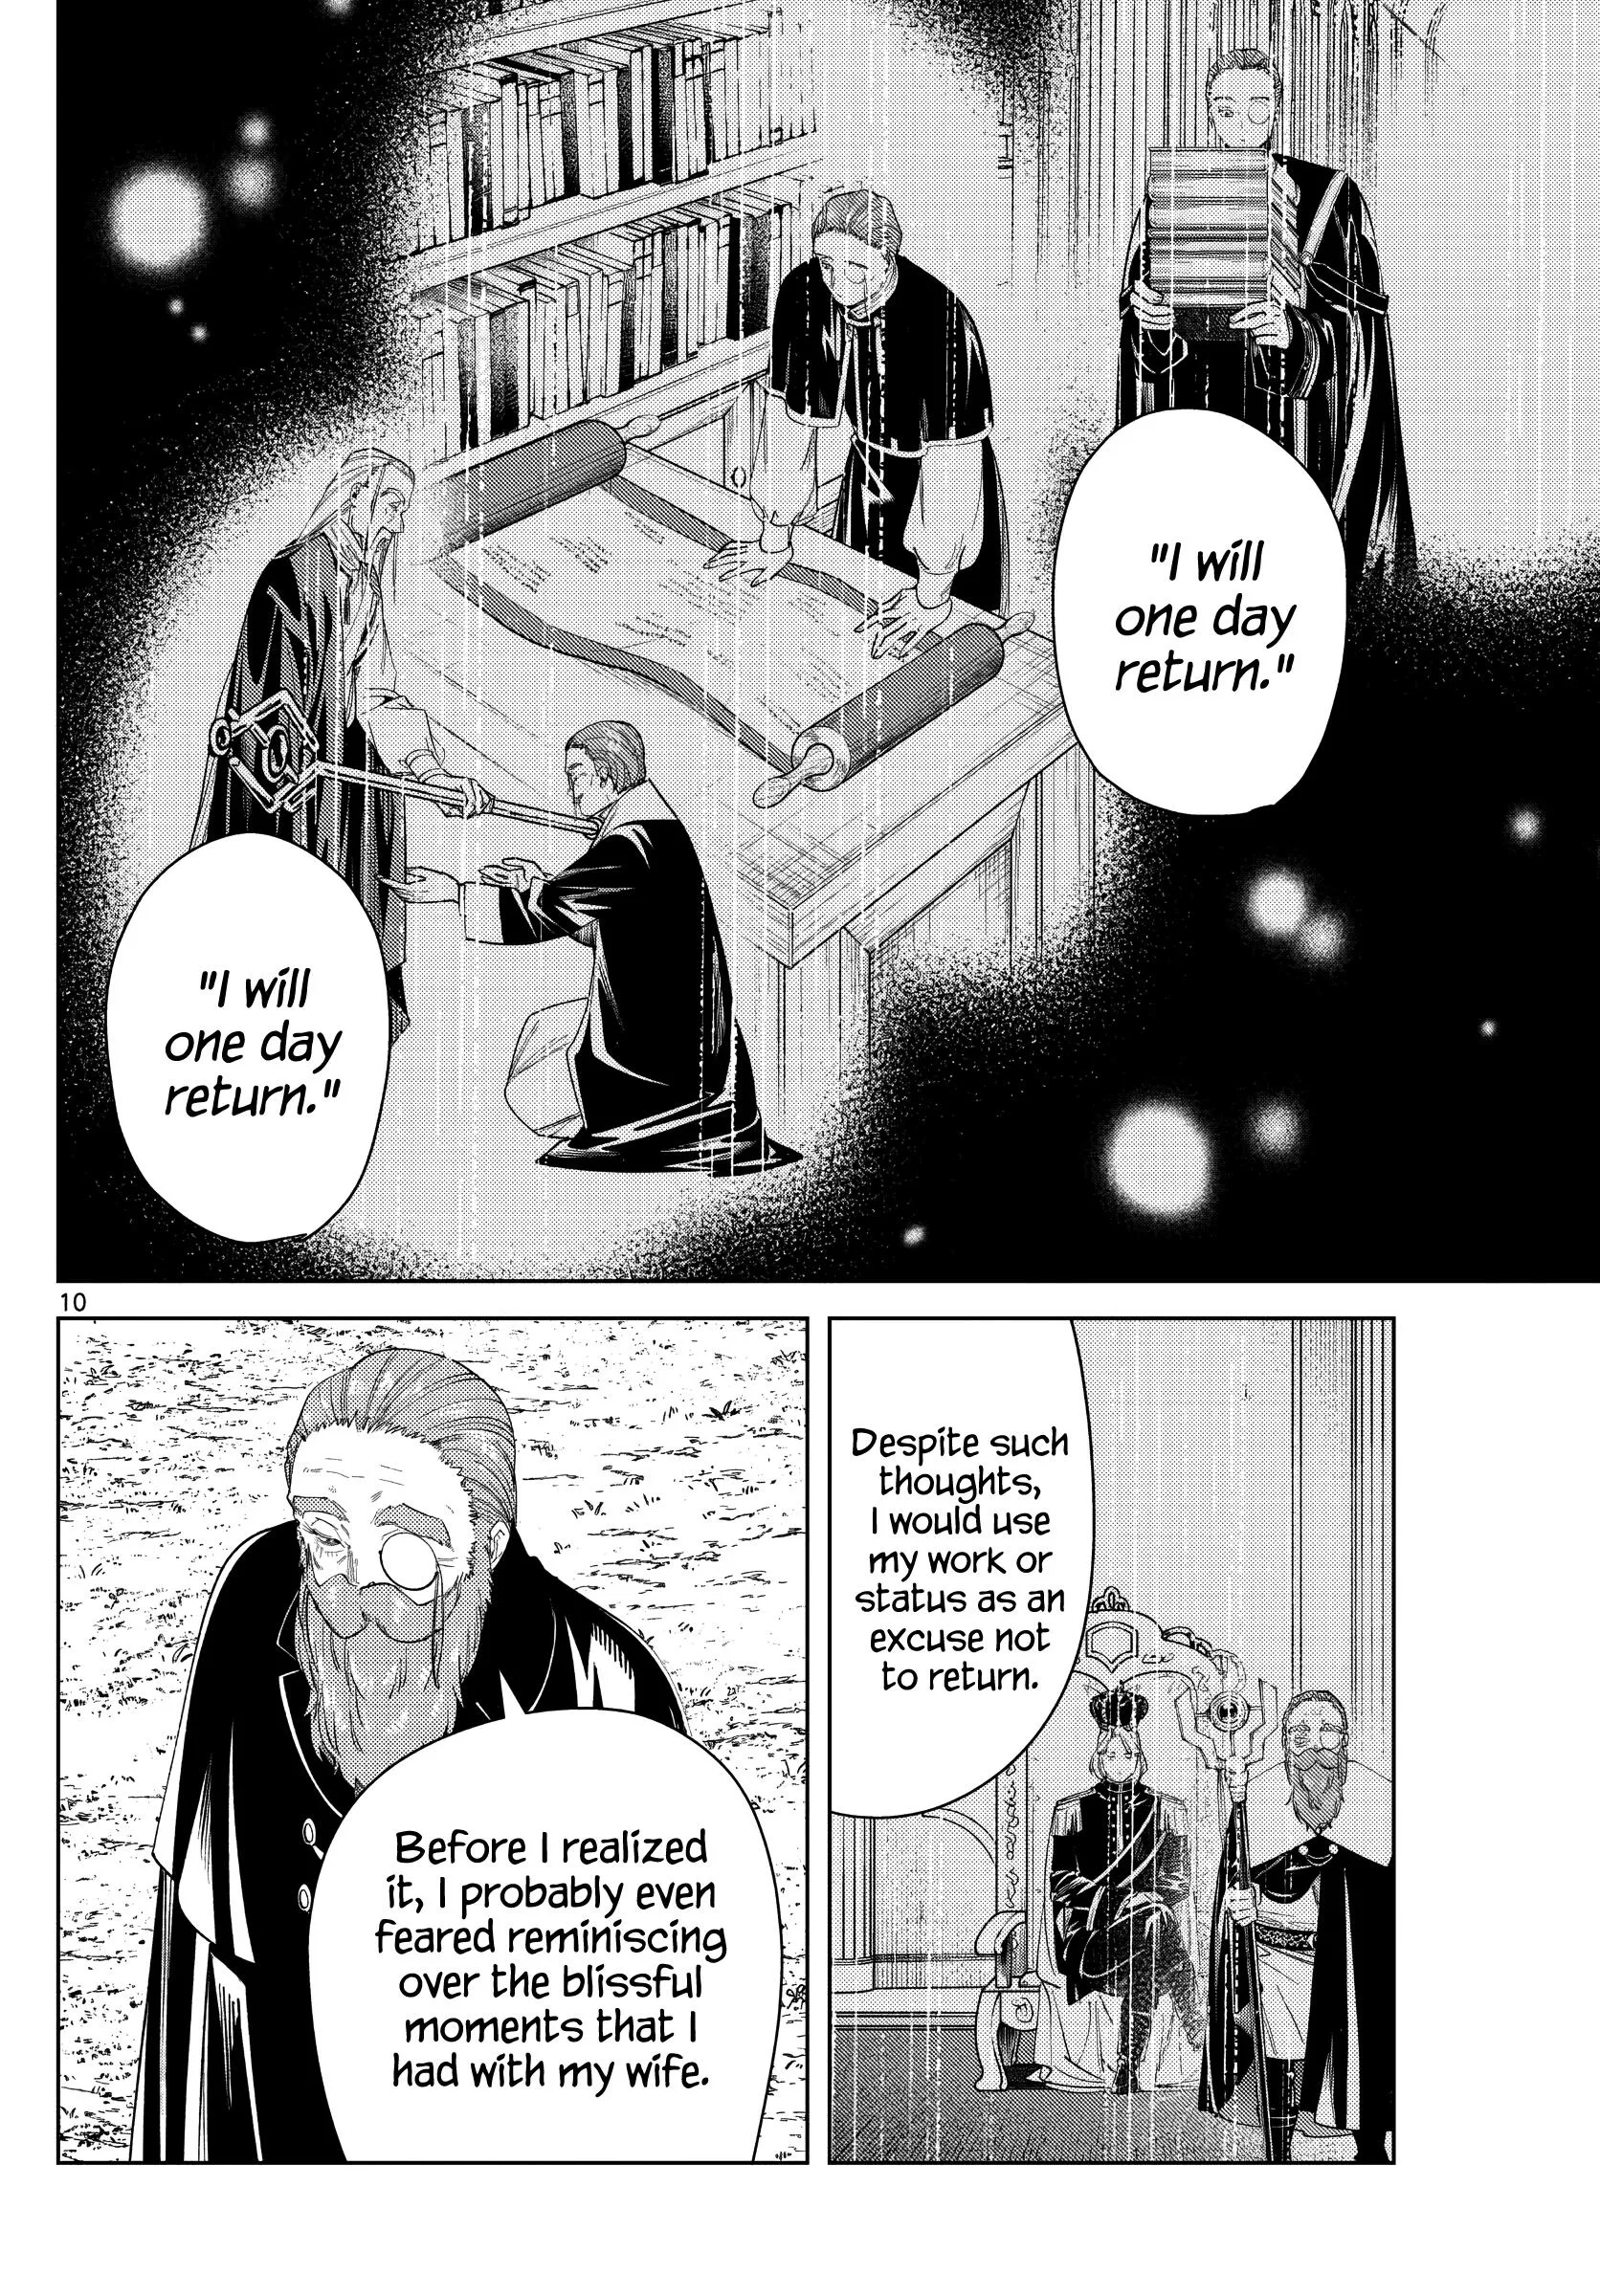 "I will
one day
return."
"I will
one day
return."
10
Despite such
thoughts,
I would use
my work or
status as an
excuse not
to return.
Before I realized
it, I probably even
feared reminiscing
over the blissful
moments that I
had with my wife.